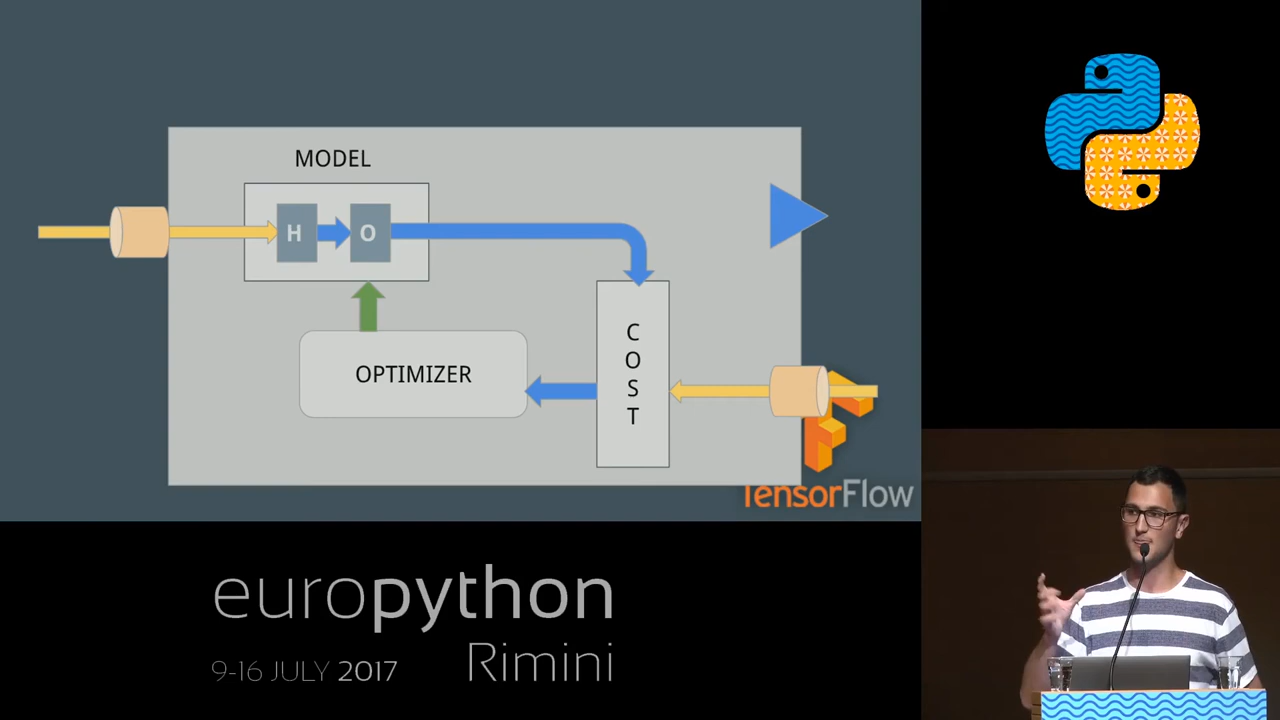 MODEL
H
O
C
O
S
T
OPTIMIZER
TensorFlow
europython
9-16 JULY 2017
Rimini